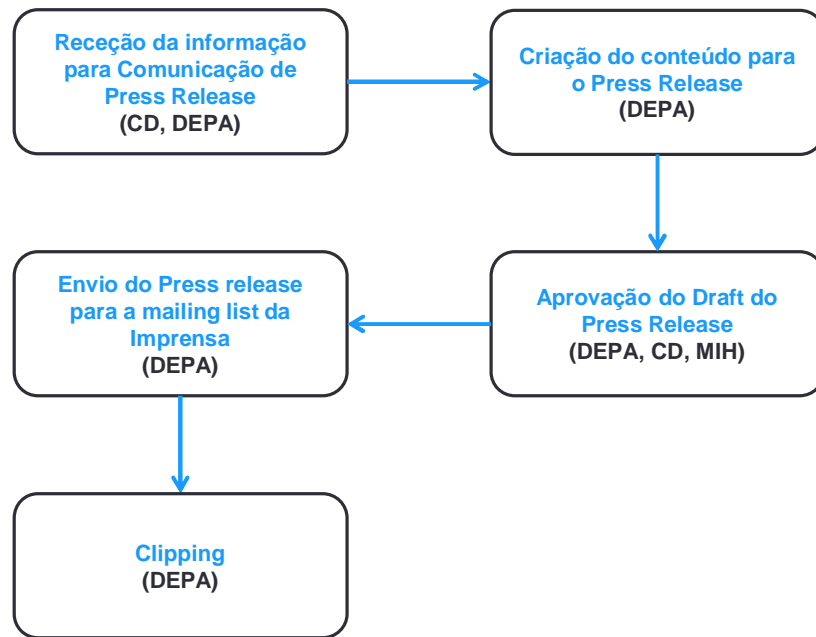 Receção da informação
para Comunicação de
Press Release
(CD, DEPA)
Criação do conteúdo para
o Press Release
(DEPA)
Aprovação do Draft do
Press Release
(DEPA, CD, MIH)
Envio do Press release
para a mailing list da
Imprensa
(DEPA)
Clipping
(DEPA)